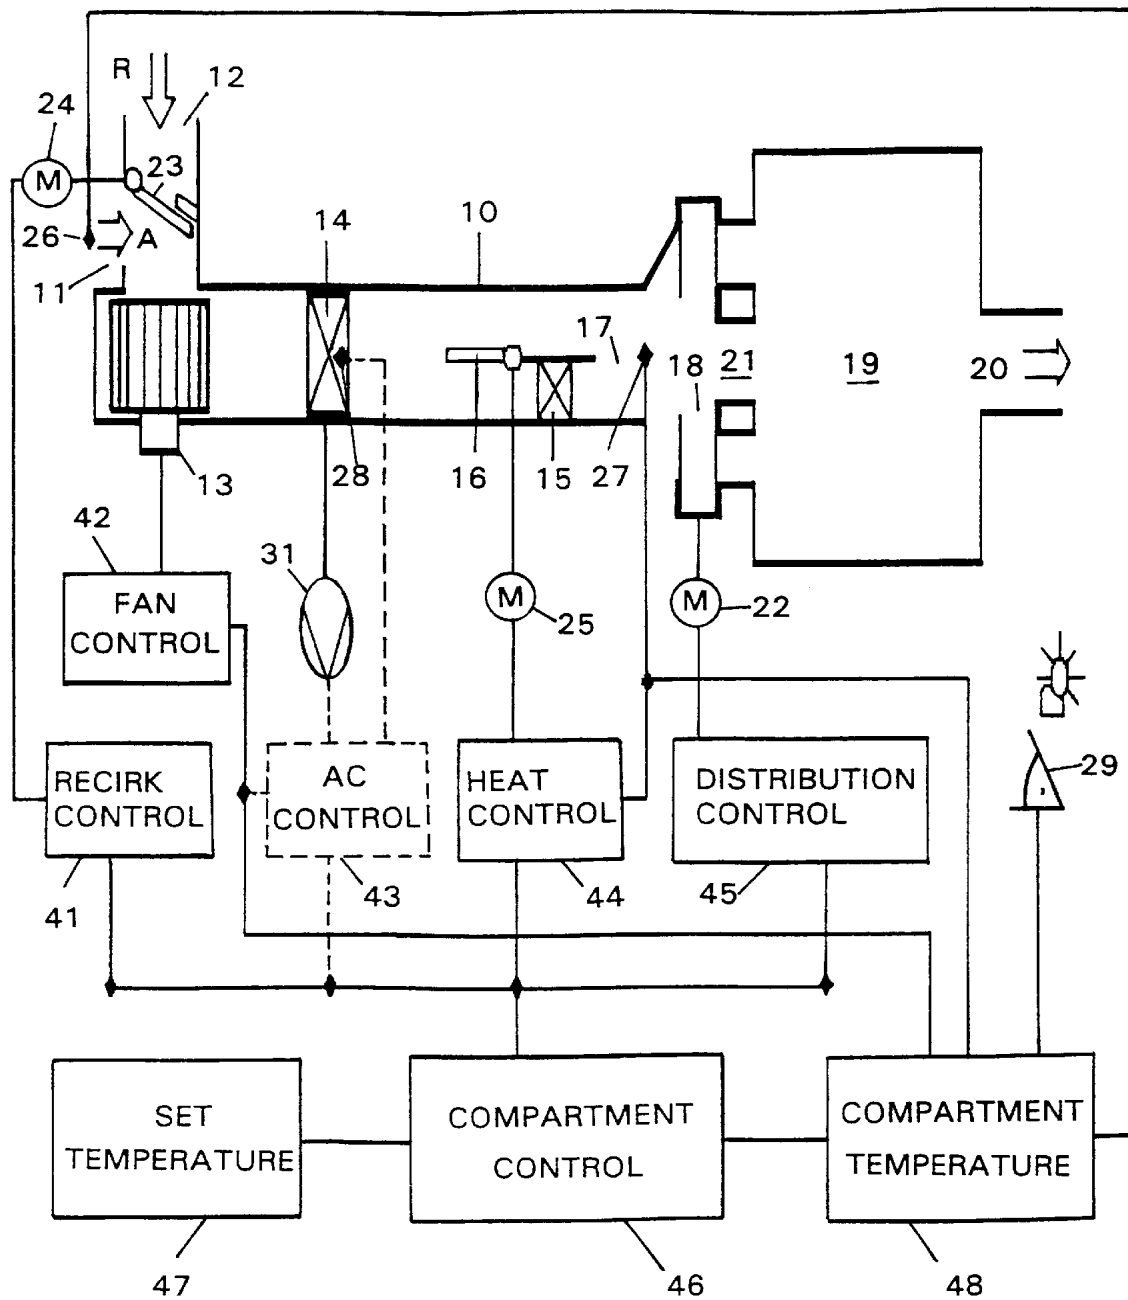 R
12
24
M
23
26
A
11
14
10
17
18
21
19
20
13
28
16
15
27
42
31
M
25
M
22
FAN
CONTROL
RECIRK
CONTROL
AC
CONTROL
HEAT
CONTROL
DISTRIBUTION
CONTROL
29
41
43
44
45
SET
TEMPERATURE
COMPARTMENT
CONTROL
COMPARTMENT
TEMPERATURE
47
46
48